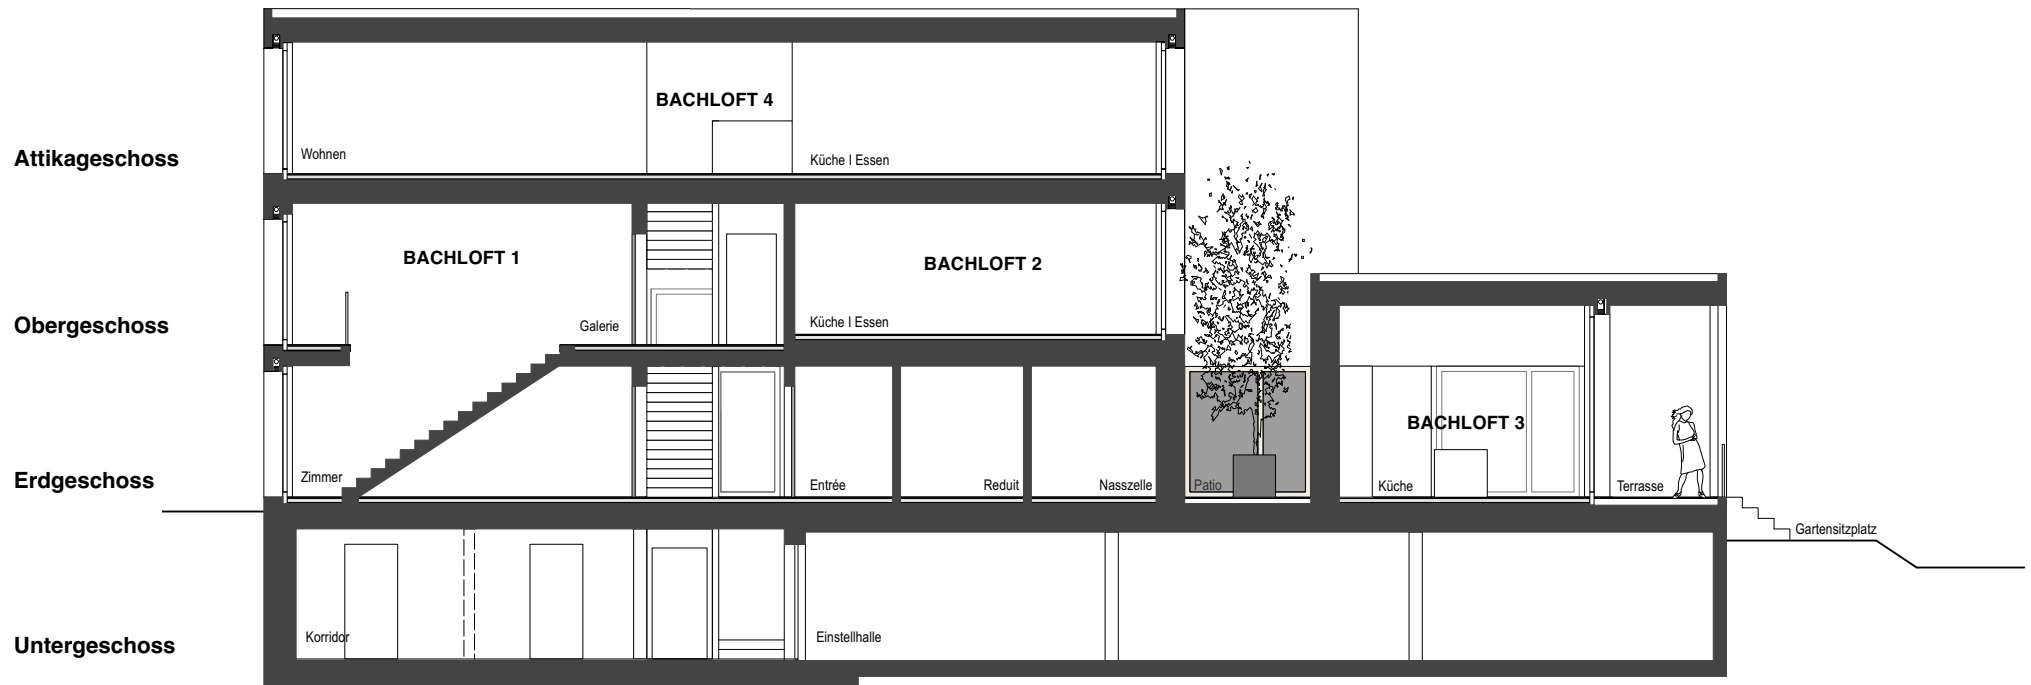 BACHLOFT 4
Attikageschoss
Wohnen
Küche I Essen
BACHLOFT 1
BACHLOFT 2
Obergeschoss
Galerie
Küche I Essen
BACHLOFT 3
Erdgeschoss
Zimmer
Entrée
Reduit
Nasszelle
Patio
Küche
Terrasse
Gartensitzplatz
Untergeschoss
Korridor
Einstellhalle